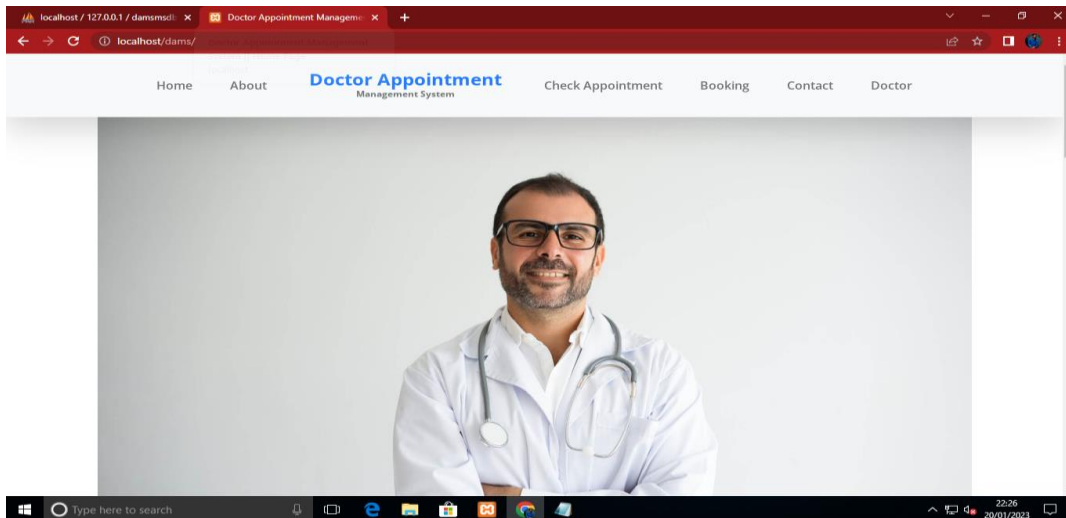 localhost / 127.0.0.1 / damsmsdb
Doctor Appointment Manageme
localhost/dams/
Home
About
Doctor Appointment
Management System
Check Appointment
Booking
Contact
Doctor
Type here to search
22:26
20/01/2023